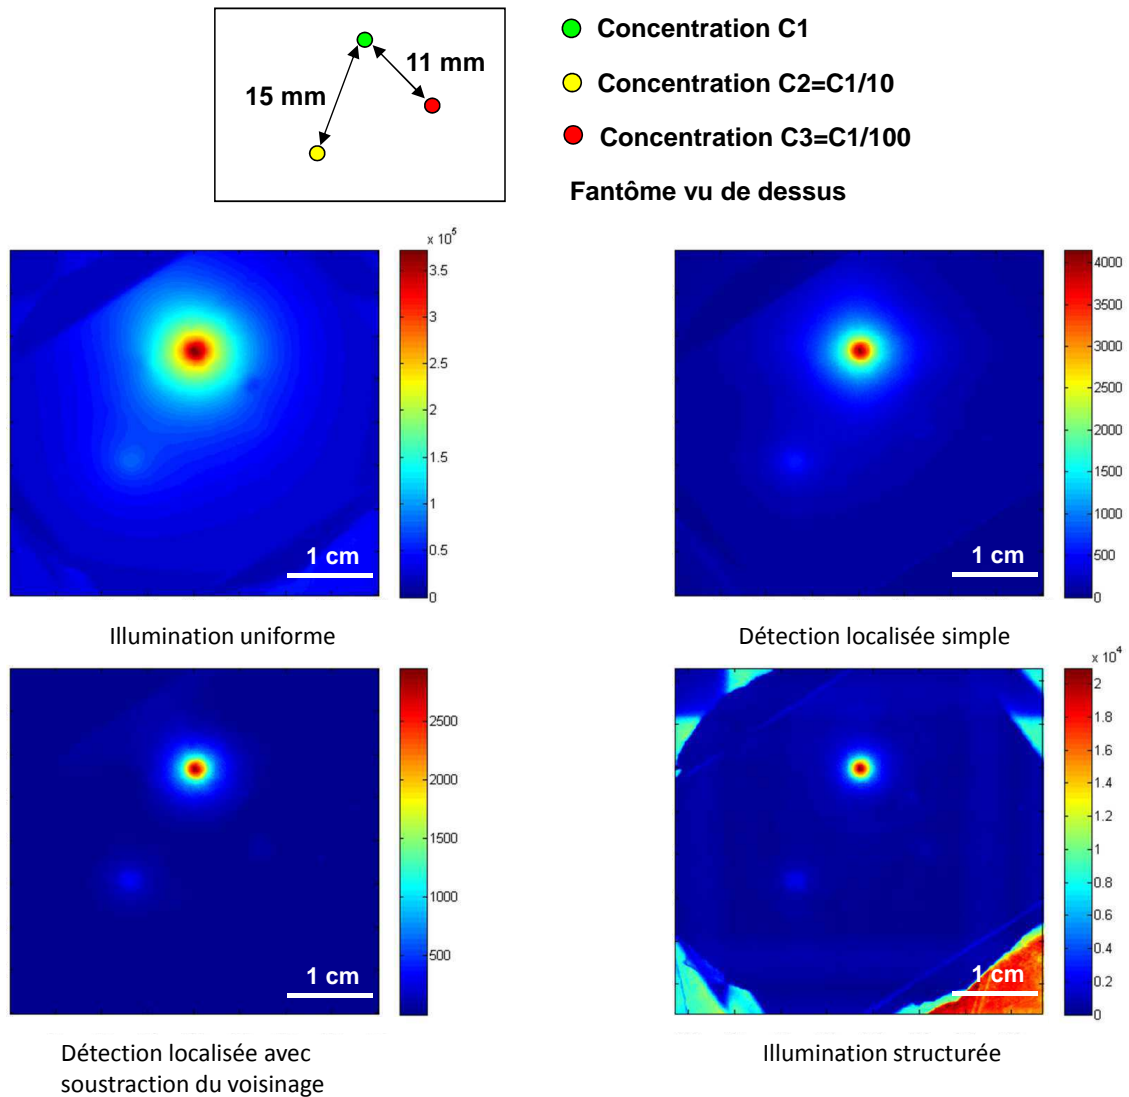 Concentration C1
11 mm
15 mm
Concentration C2=C1/10
Concentration C3=C1/100
Fantôme vu de dessus
x 10^5
3.5
3
2.5
2
1.5
1
0.5
0
1 cm
Illumination uniforme
4000
3500
3000
2500
2000
1500
1000
500
0
1 cm
Détection localisée simple
2500
2000
1500
1000
500
1 cm
Détection localisée avec
soustraction du voisinage
x 10^4
2
1.8
1.6
1.4
1.2
1
0.8
0.6
0.4
0.2
0
1 cm
Illumination structurée